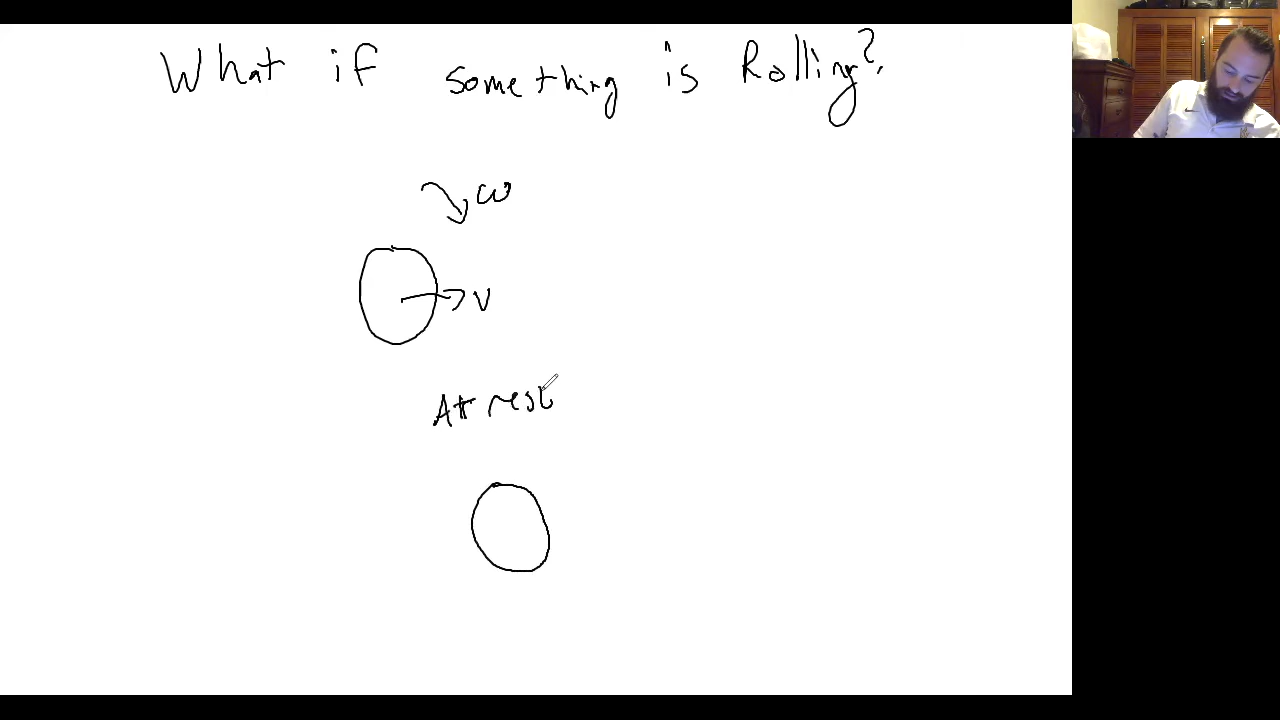 What if something is Rolling?
ω
v
At rest